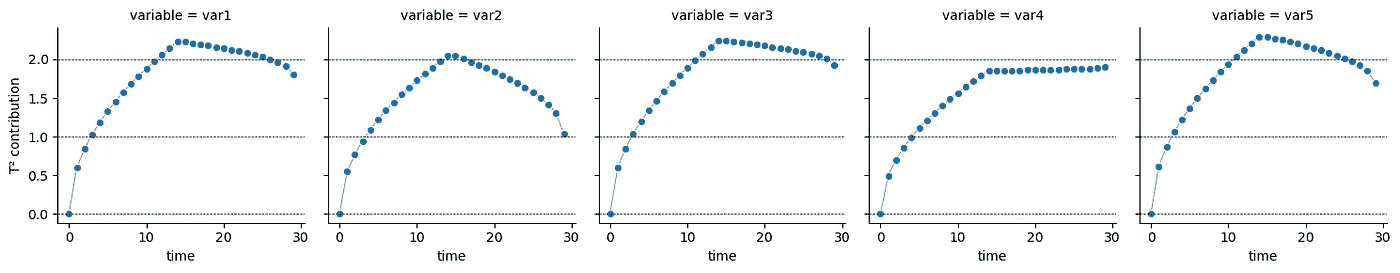 variable = var1
variable = var2
variable = var3
variable = var4
variable = var5
T² contribution
2.0
1.5
1.0
0.5
0.0
0 10 20 30
0 10 20 30
0 10 20 30
0 10 20 30
0 10 20 30
time
time
time
time
time